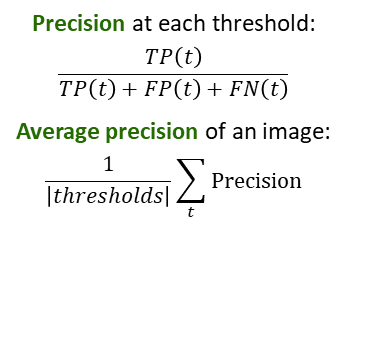 Precision at each threshold:
TP(t)
TP(t) + FP(t) + FN(t)
Average precision of an image:
1
|thresholds|
∑ Precision
t